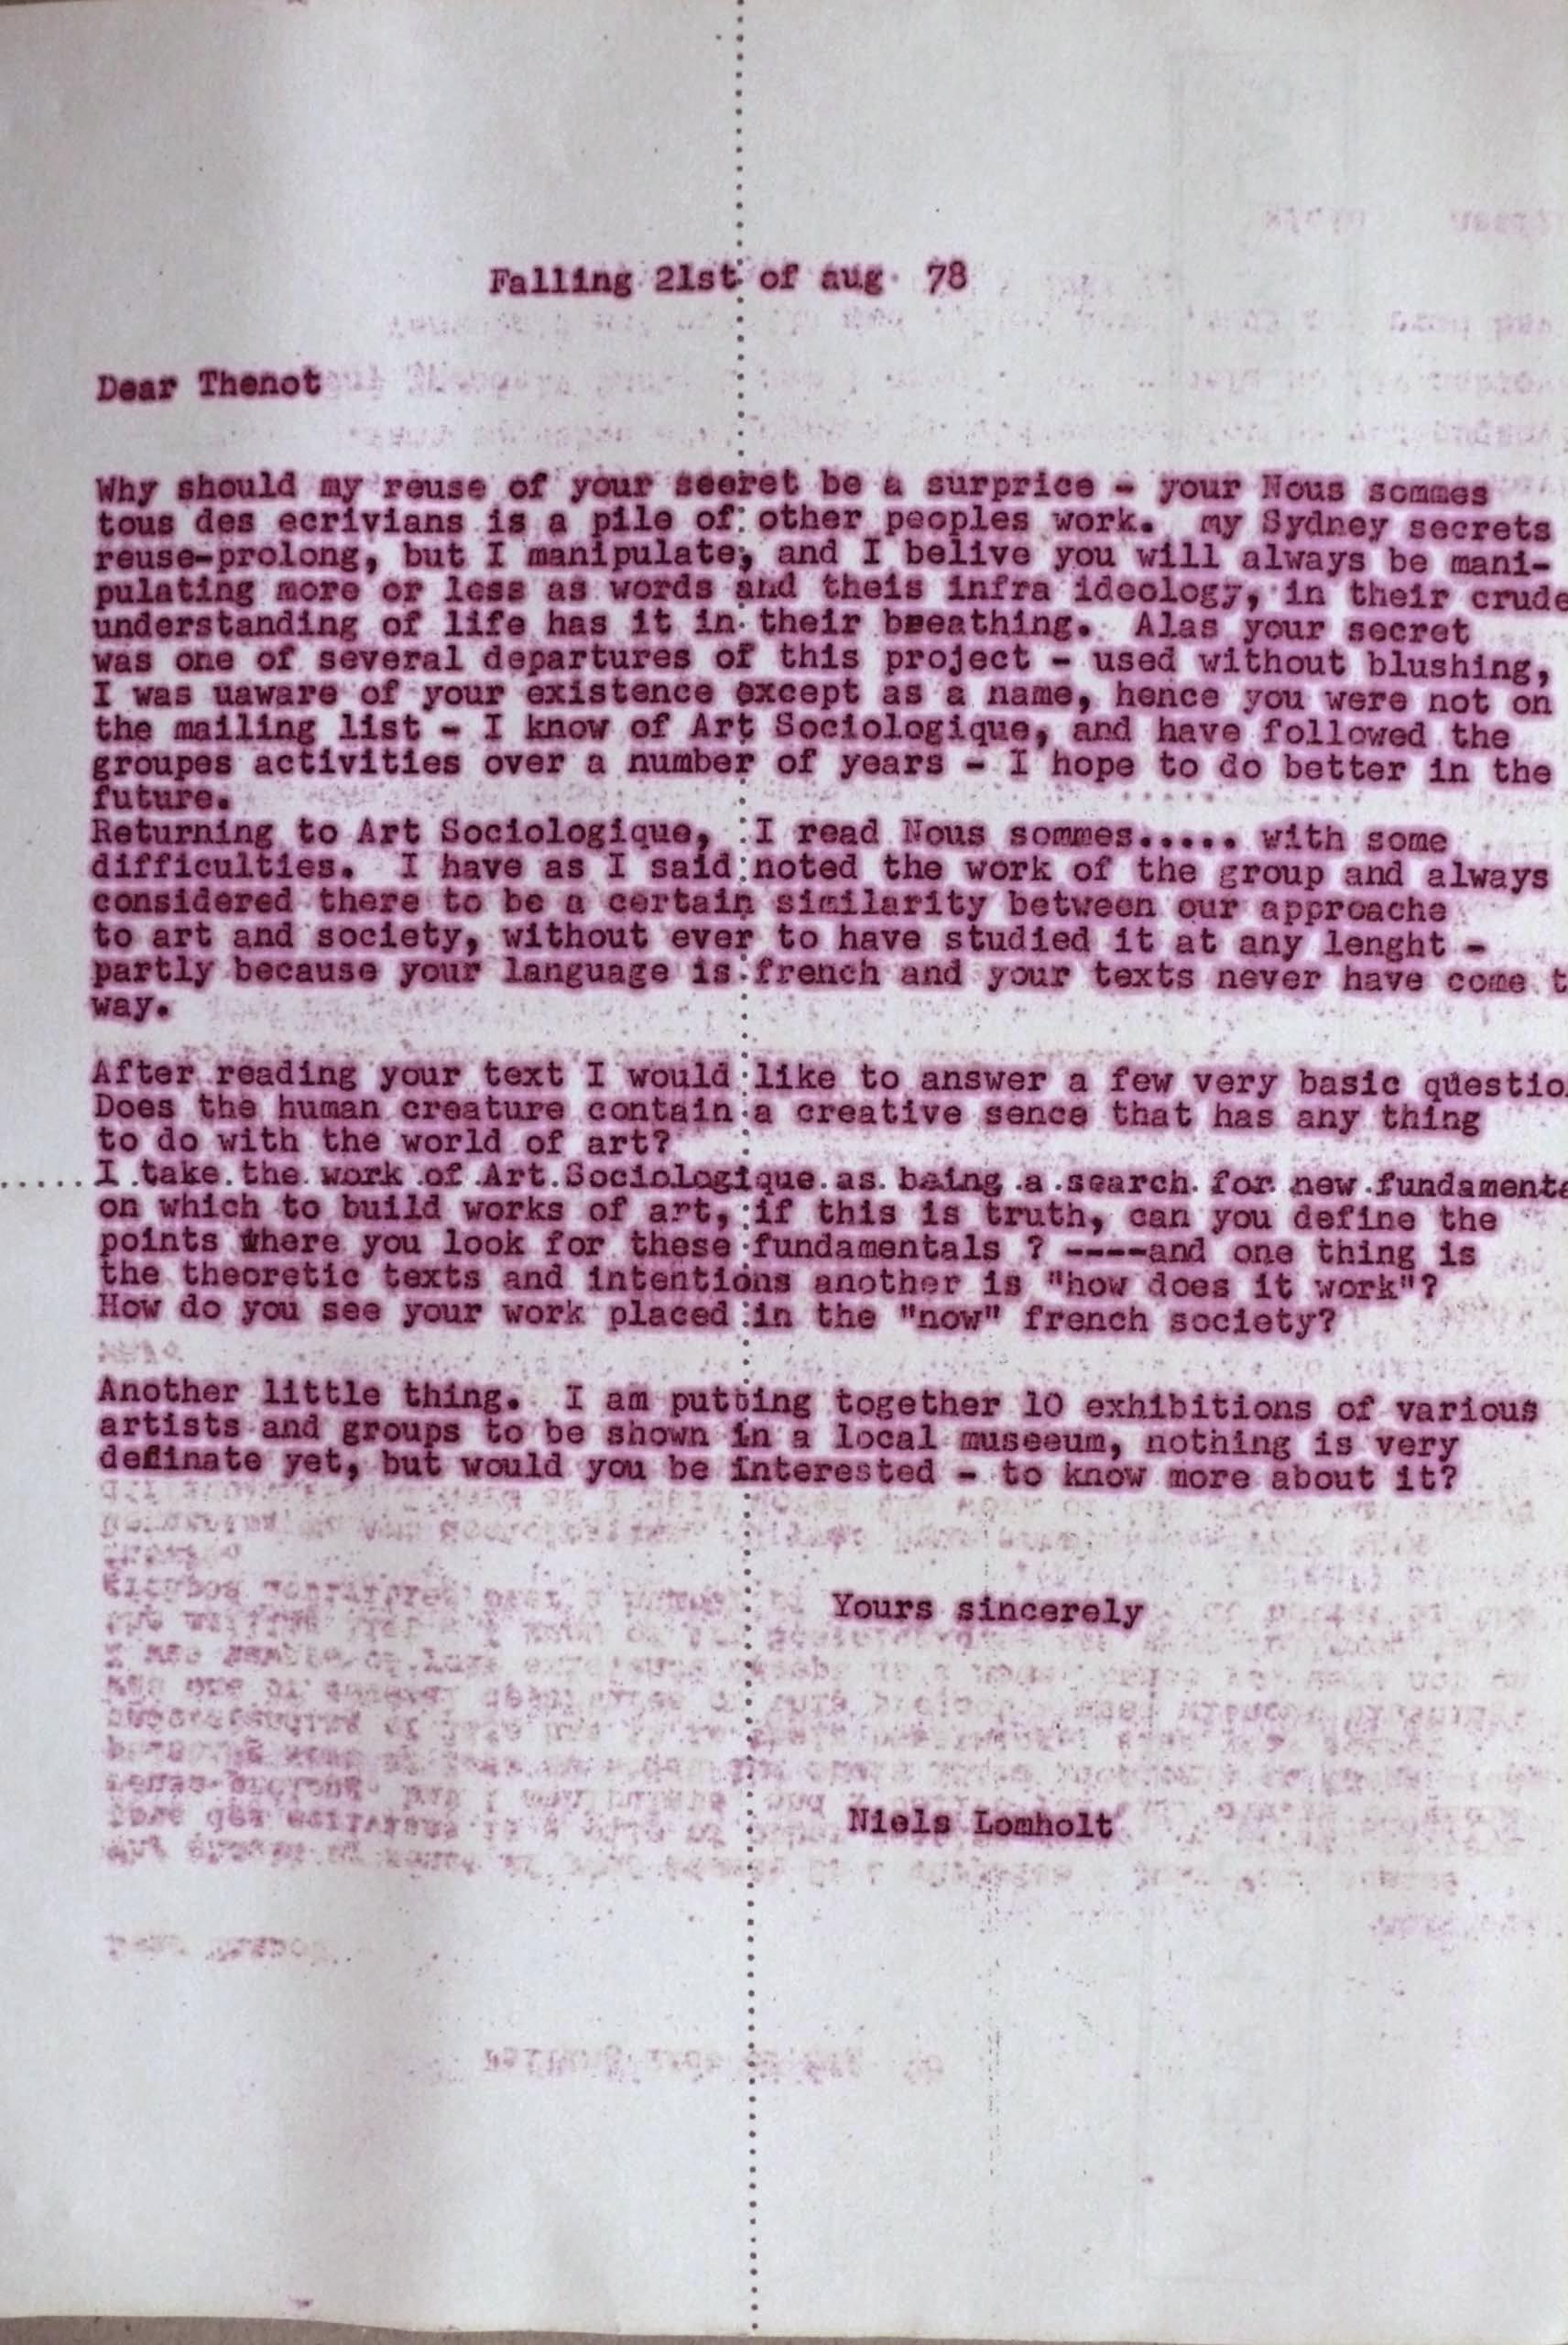 Falling 21st of aug 78
Dear Thenot
Why should my reuse of your secret be a surprice - your Nous sommes
tous des ecrivians is a pile of other peoples work. my Sydney secrets
reuse-prolong, but I manipulate, and I belive you will always be mani-
pulating more or less as words and theis infra ideology, in their crude
understanding of life has it in their breathing. Alas your secret
was one of several departures of this project - used without blushing,
I was uaware of your existence except as a name, hence you were not on
the mailing list - I know of Art Sociologique, and have followed the
groupes activities over a number of years - I hope to do better in the
future.
Returning to Art Sociologique, I read Nous sommes..... with some
difficulties. I have as I said noted the work of the group and always
considered there to be a certain similarity between our approache
to art and society, without ever to have studied it at any lenght -
partly because your language is french and your texts never have come t
way.
After reading your text I would like to answer a few very basic questio
Does the human creature contain a creative sence that has any thing
to do with the world of art?
I take the work of Art Sociologique as being a search for new fundamente
on which to build works of art, if this is truth, can you define the
points where you look for these fundamentals ? ----and one thing is
the theoretic texts and intentions another is "how does it work"?
How do you see your work placed in the "now" french society?
Another little thing. I am putting together 10 exhibitions of various
artists and groups to be shown in a local museeum, nothing is very
definate yet, but would you be interested - to know more about it?
Yours sincerely
Niels Lomholt